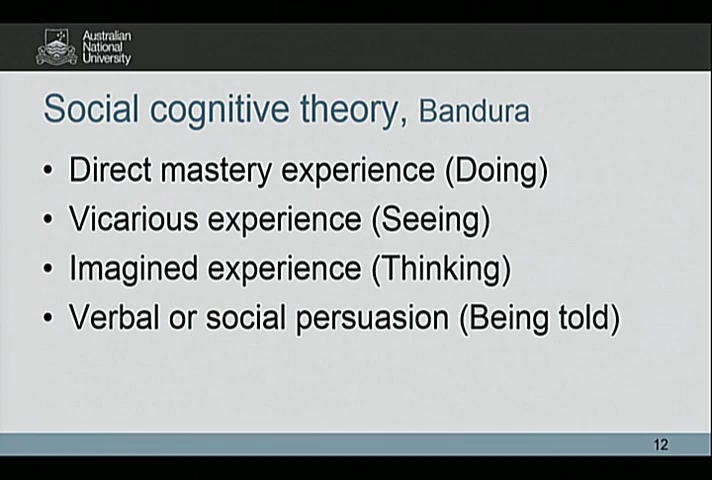 Australian
National
University
Social cognitive theory, Bandura
• Direct mastery experience (Doing)
• Vicarious experience (Seeing)
• Imagined experience (Thinking)
• Verbal or social persuasion (Being told)
12